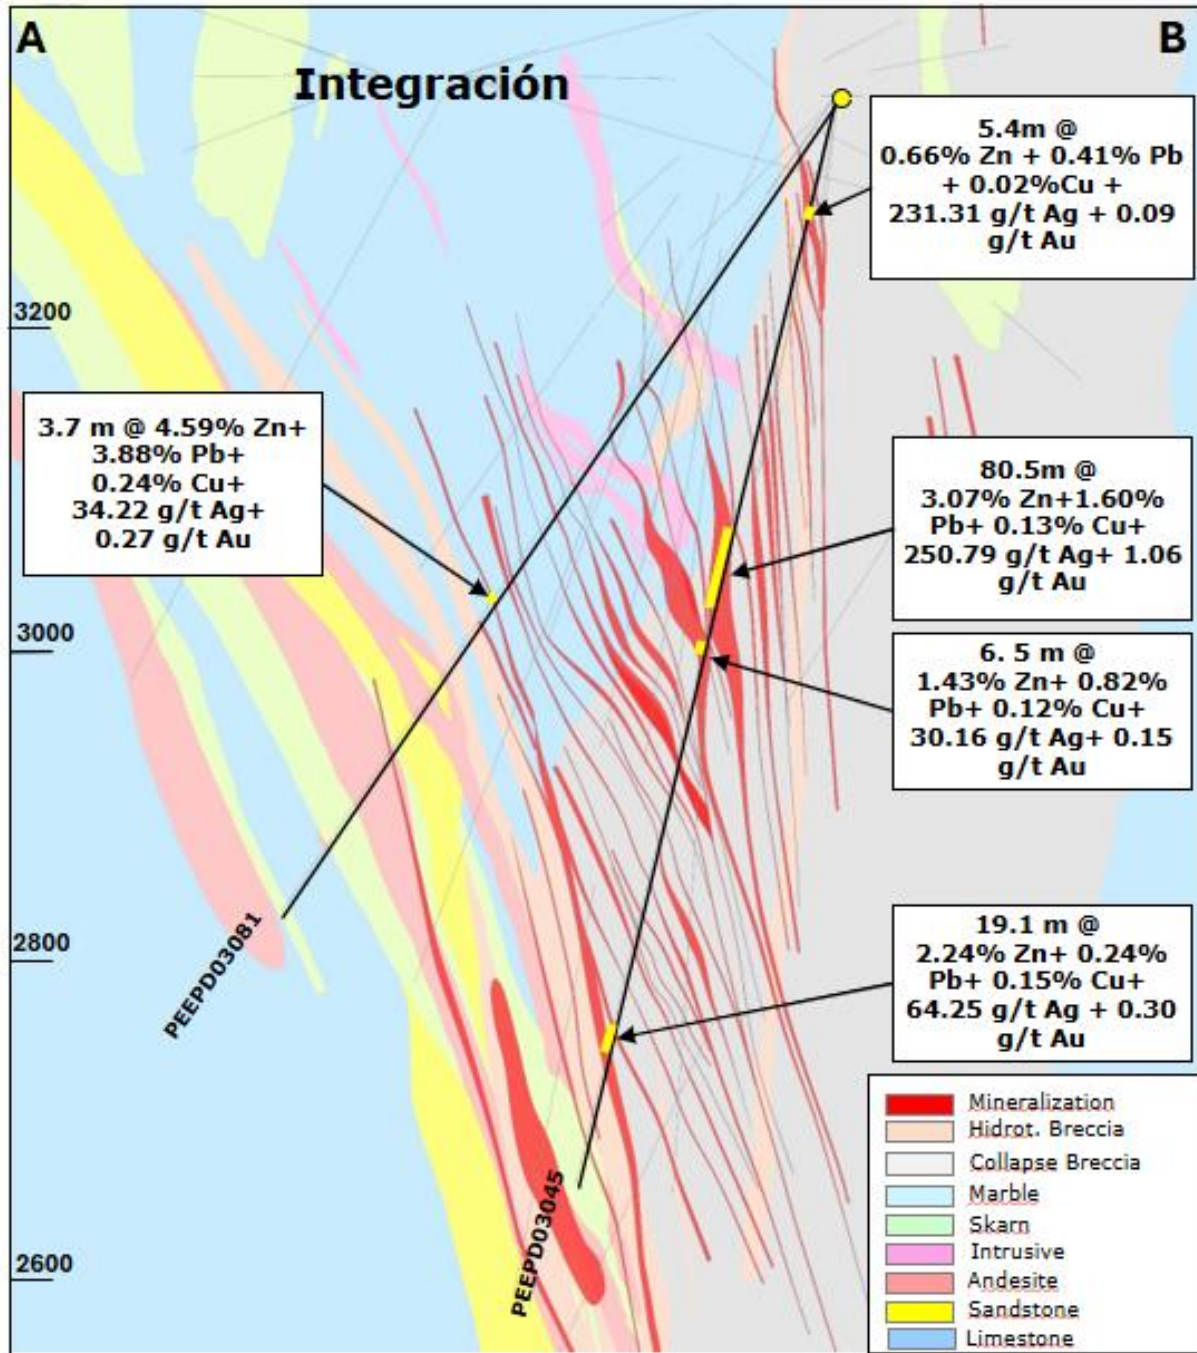 A
B
Integración
5.4m @
0.66% Zn + 0.41% Pb
+ 0.02%Cu +
231.31 g/t Ag + 0.09
g/t Au
3200
3.7 m @ 4.59% Zn+
3.88% Pb+
0.24% Cu+
34.22 g/t Ag+
0.27 g/t Au
80.5m @
3.07% Zn+1.60%
Pb+ 0.13% Cu+
250.79 g/t Ag+ 1.06
g/t Au
3000
6. 5 m @
1.43% Zn+ 0.82%
Pb+ 0.12% Cu+
30.16 g/t Ag+ 0.15
g/t Au
PEEPD03081
2800
19.1 m @
2.24% Zn+ 0.24%
Pb+ 0.15% Cu+
64.25 g/t Ag + 0.30
g/t Au
PEEPD03045
2600
Mineralization
Hidrot. Breccia
Collapse Breccia
Marble
Skarn
Intrusive
Andesite
Sandstone
Limestone